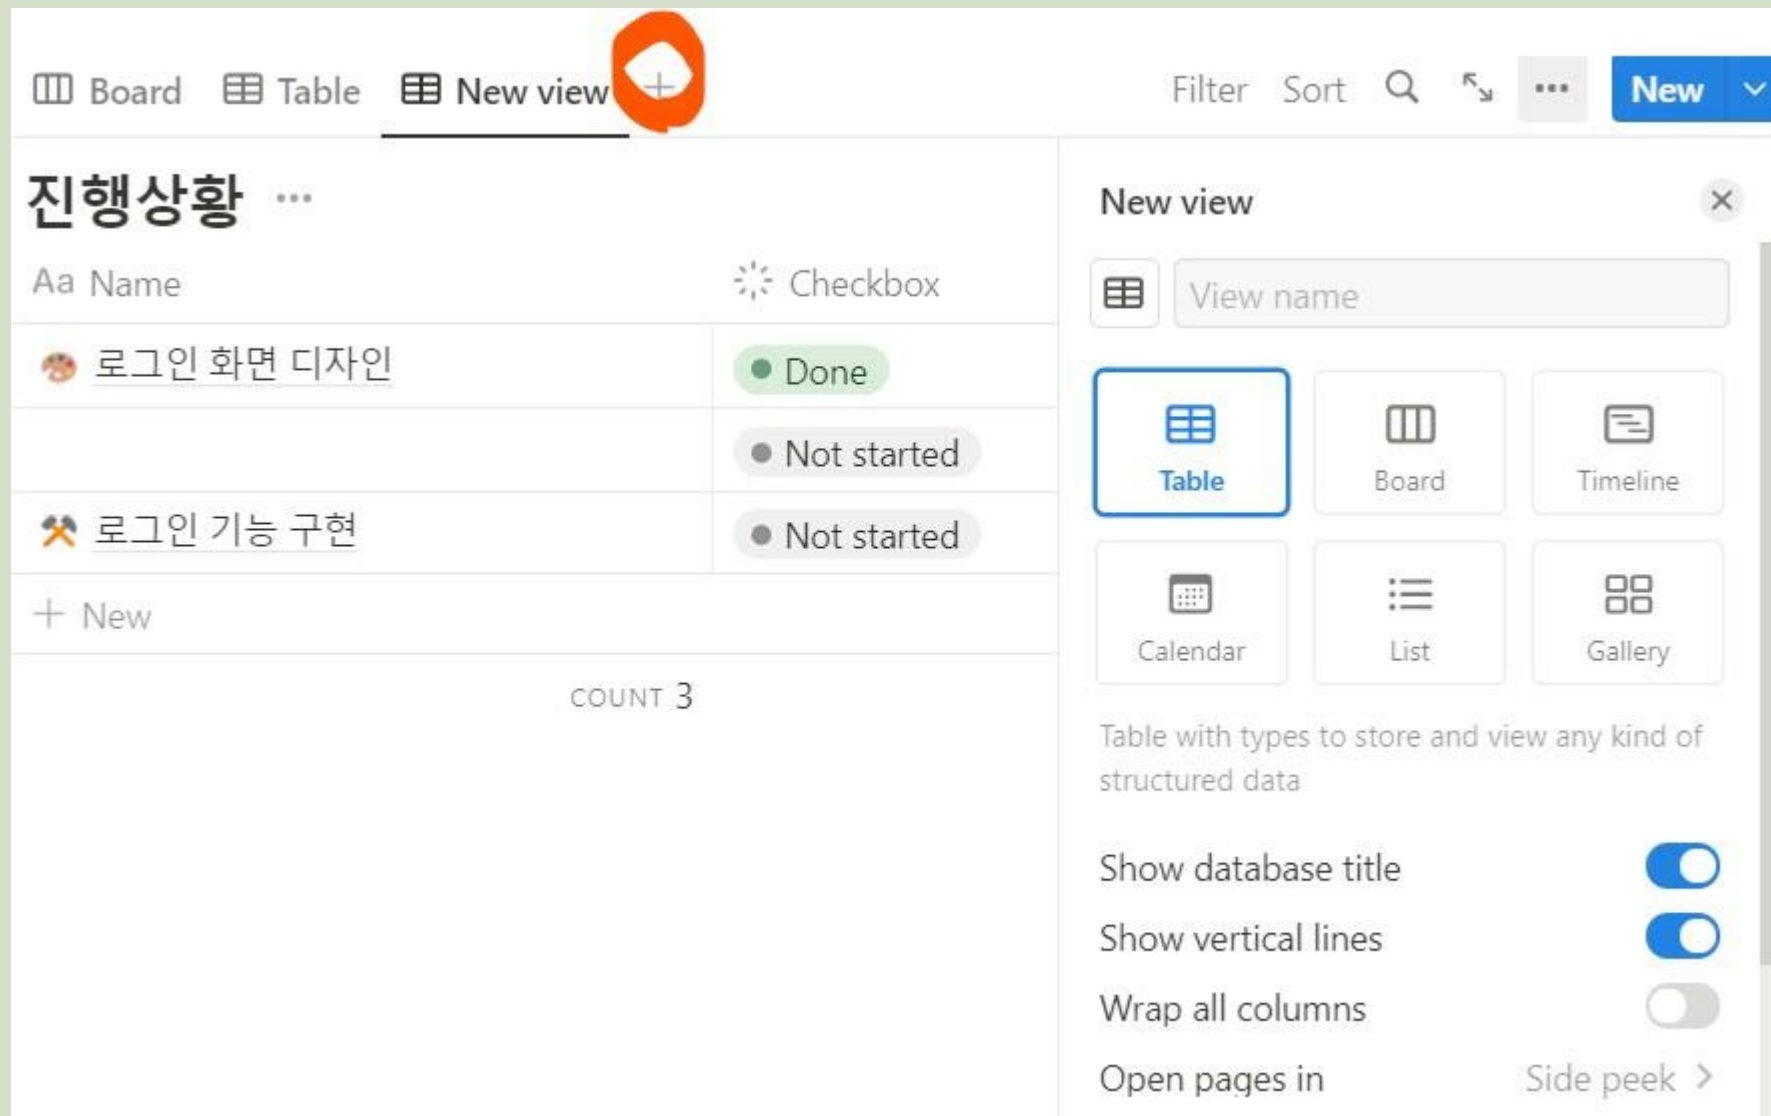 Board Table New view + Filter Sort New
진행상황 ...
Aa Name Checkbox
로그인 화면 디자인 Done
Not started
로그인 기능 구현 Not started
+ New
COUNT 3
New view
View name
Table Board Timeline
Calendar List Gallery
Table with types to store and view any kind of
structured data
Show database title
Show vertical lines
Wrap all columns
Open pages in Side peek